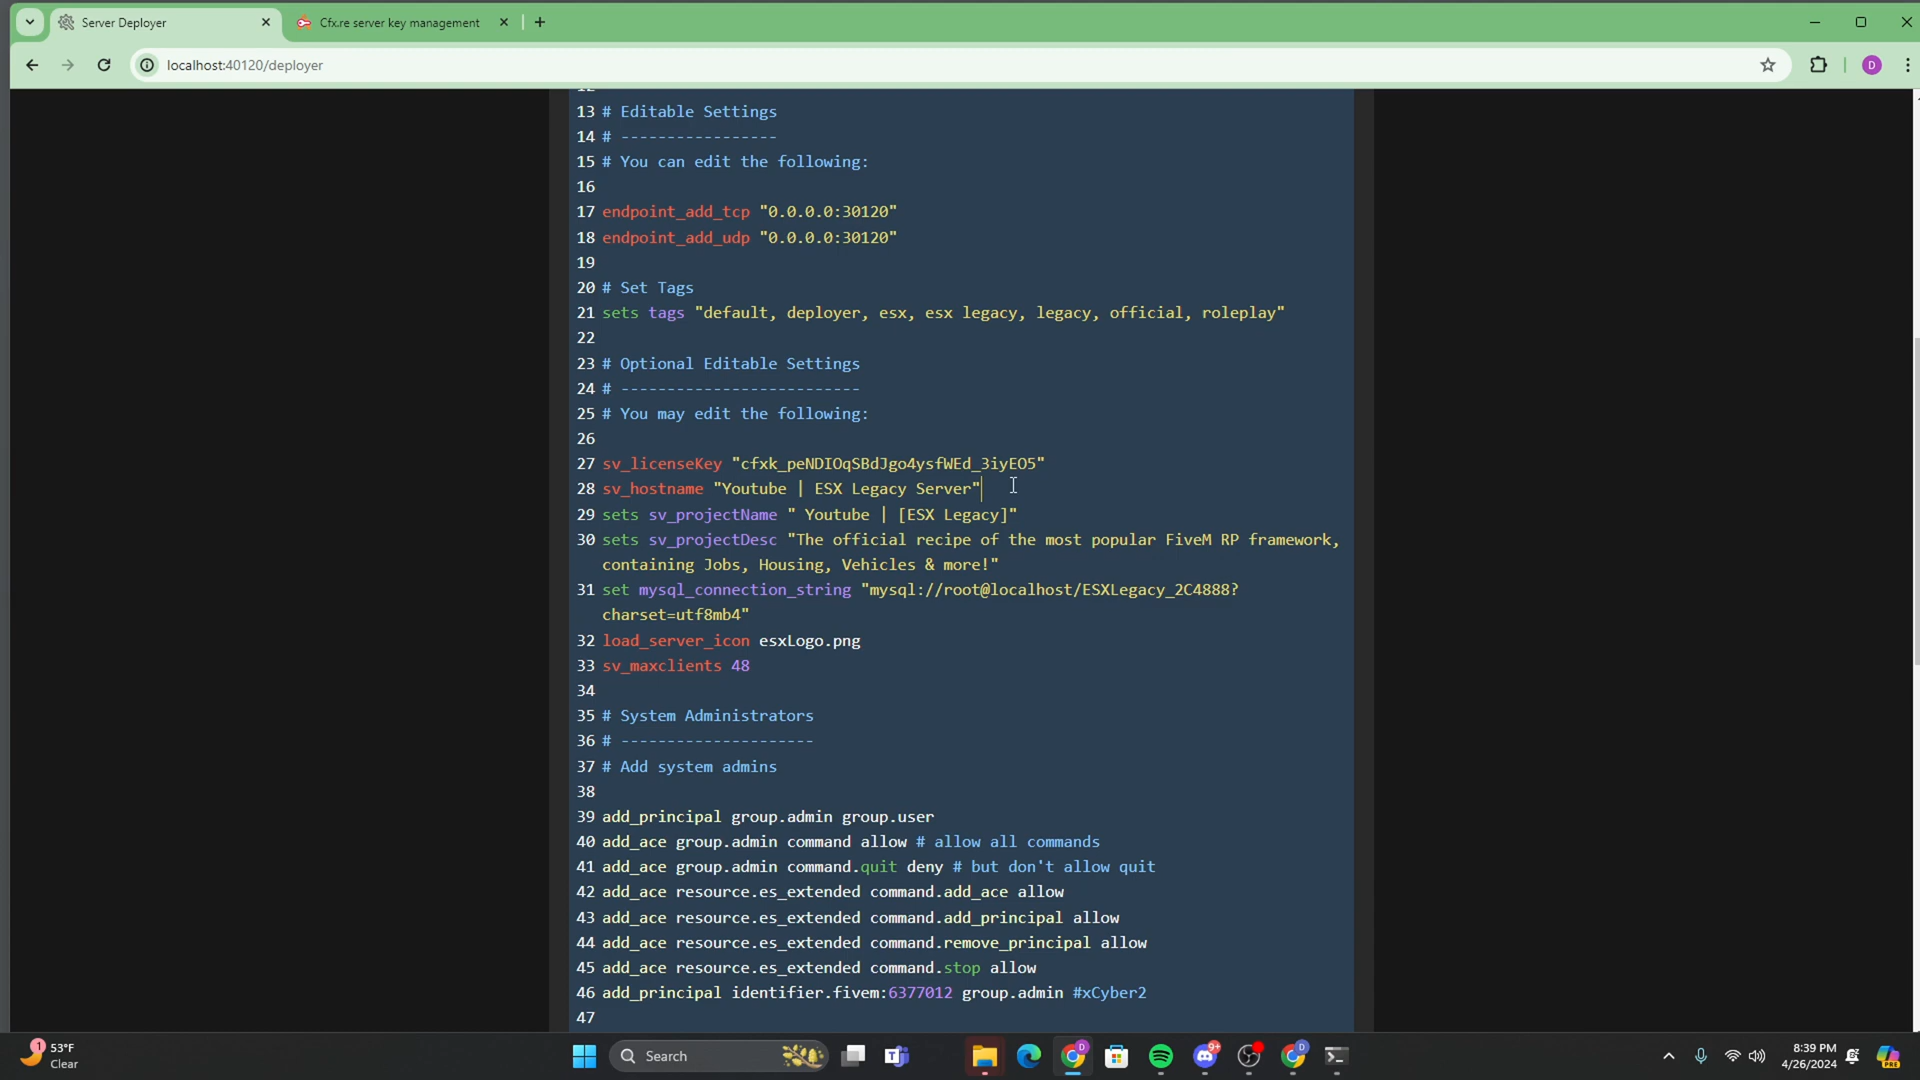 Server Deployer
Cfx.re server key management
localhost:40120/deployer
D
12
13 # Editable Settings
14 # -----------------
15 # You can edit the following:
16
17 endpoint_add_tcp "0.0.0.0:30120"
18 endpoint_add_udp "0.0.0.0:30120"
19
20 # Set Tags
21 sets tags "default, deployer, esx, esx legacy, legacy, official, roleplay"
22
23 # Optional Editable Settings
24 # --------------------------
25 # You may edit the following:
26
27 sv_licenseKey "cfxk_peNDIOqSBdJgo4ysfWEd_3iyEO5"
28 sv_hostname "Youtube | ESX Legacy Server"
29 sets sv_projectName " Youtube | [ESX Legacy]"
30 sets sv_projectDesc "The official recipe of the most popular FiveM RP framework,
containing Jobs, Housing, Vehicles & more!"
31 set mysql_connection_string "mysql://root@localhost/ESXLegacy_2C4888?
charset=utf8mb4"
32 load_server_icon esxLogo.png
33 sv_maxclients 48
34
35 # System Administrators
36 # ---------------------
37 # Add system admins
38
39 add_principal group.admin group.user
40 add_ace group.admin command allow # allow all commands
41 add_ace group.admin command.quit deny # but don't allow quit
42 add_ace resource.es_extended command.add_ace allow
43 add_ace resource.es_extended command.add_principal allow
44 add_ace resource.es_extended command.remove_principal allow
45 add_ace resource.es_extended command.stop allow
46 add_principal identifier.fivem:6377012 group.admin #xCyber2
47
1
53°F
Clear
Search
D
9+
D
8:39 PM
4/26/2024
PRE